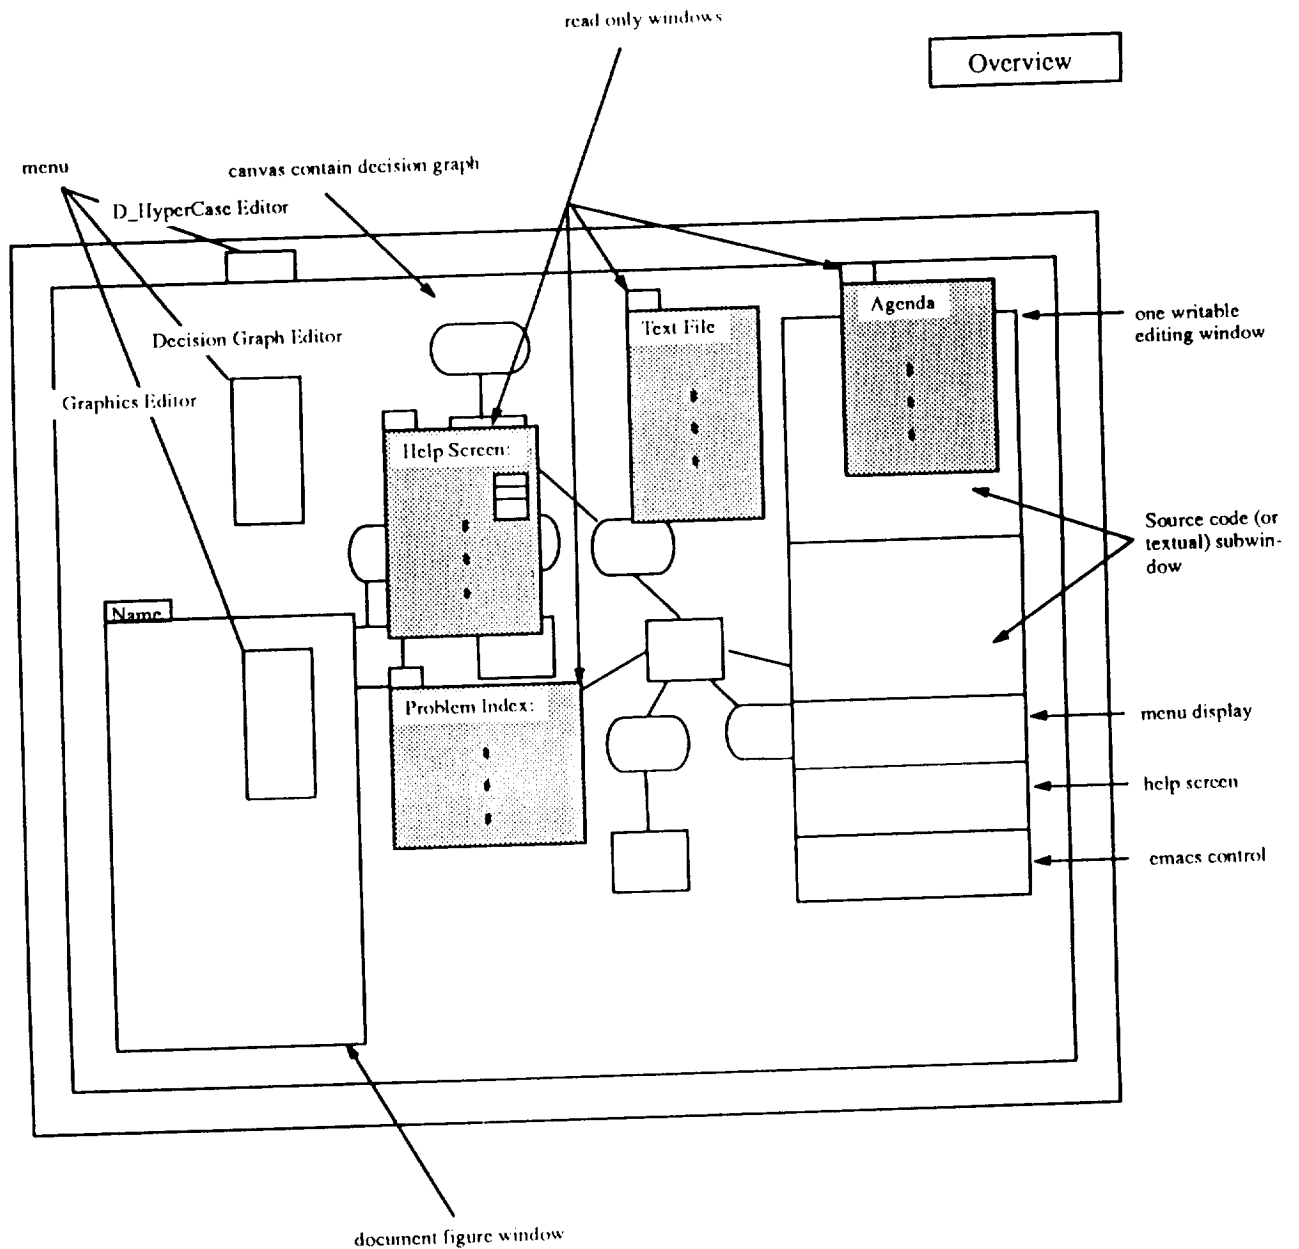 read only windows
Overview
menu
canvas contain decision graph
D_HyperCase Editor
Agenda
Text File
one writable
editing window
Decision Graph Editor
Graphics Editor
Help Screen:
Source code (or
textual) subwin-
dow
Name
Problem Index:
menu display
help screen
emacs control
document figure window